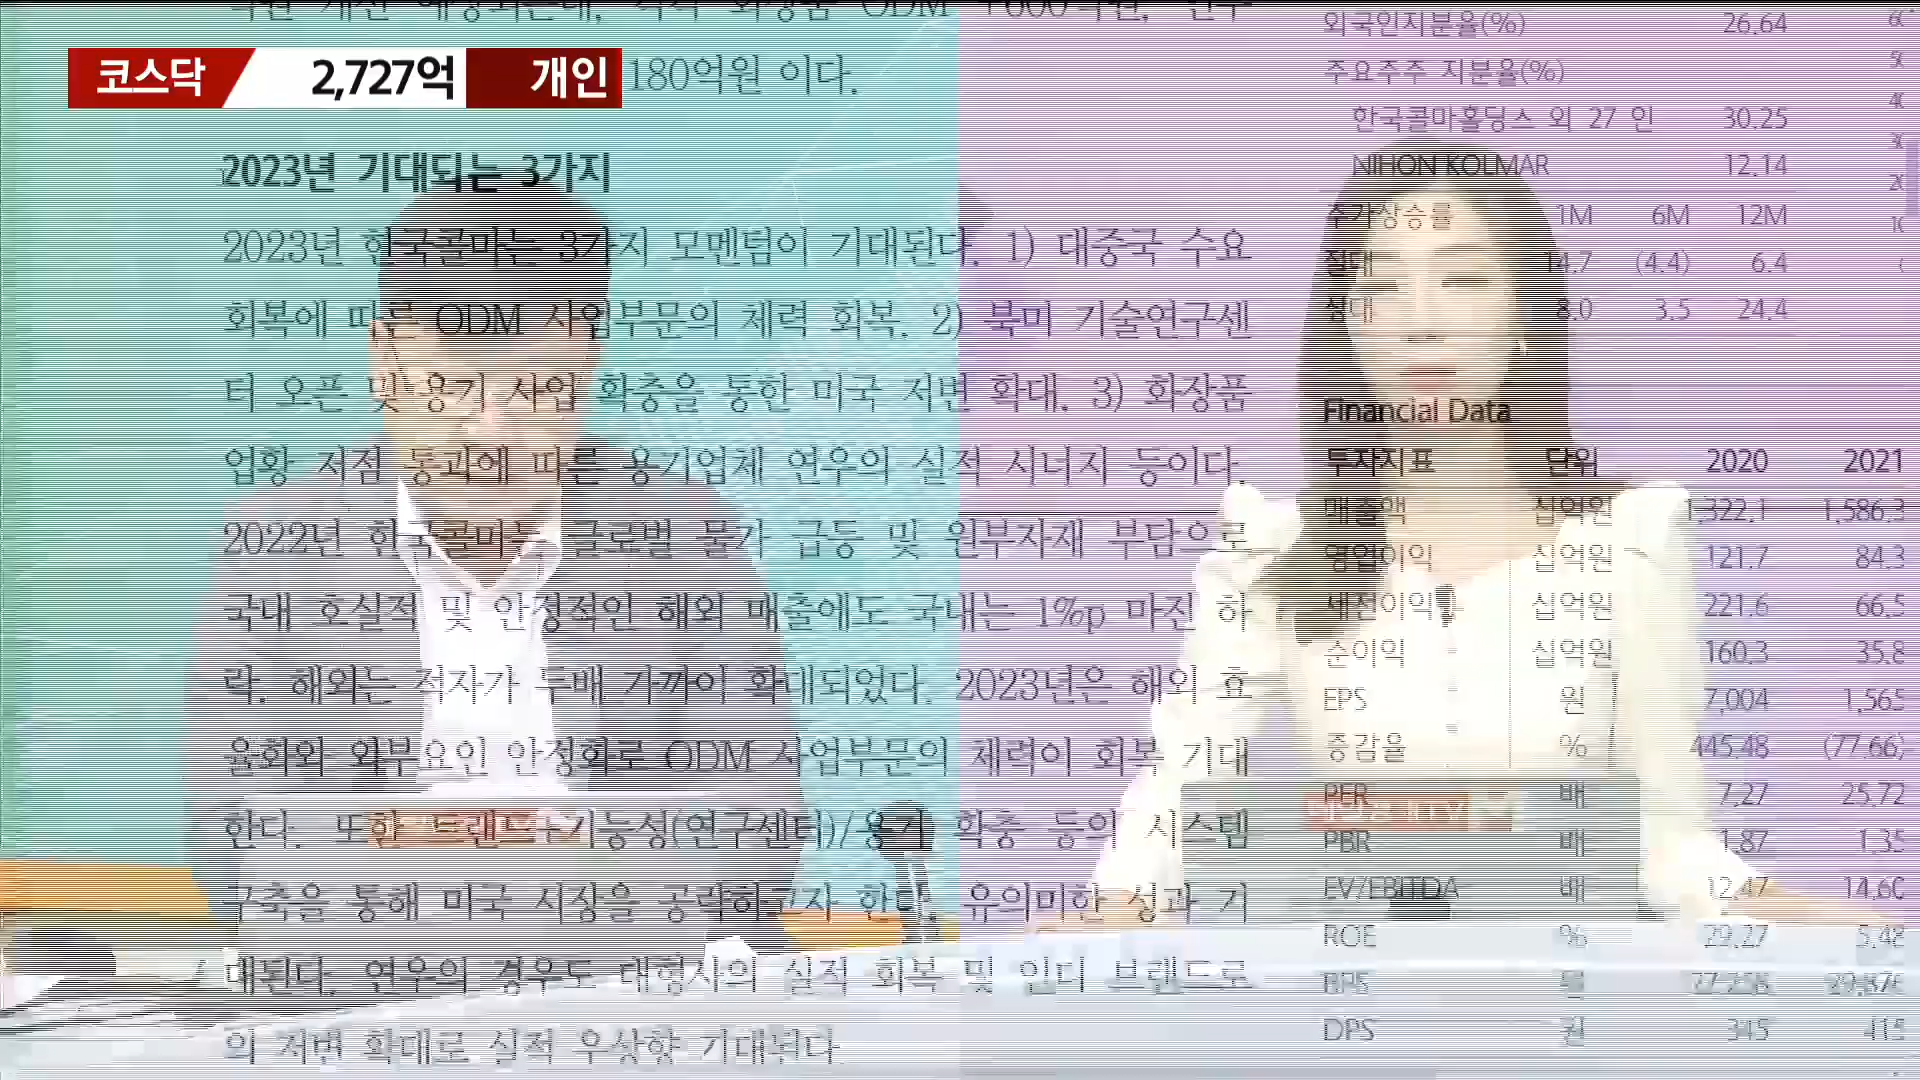 코스닥 2,727억 개인
180억원 이다.
2023년 기대되는 3가지
2023년 한국콜마는 3가지 모멘텀이 기대된다. 1) 대중국 수요
회복에 따른 ODM 사업부문의 체력 회복. 2) 북미 기술연구센
터 오픈 및 용기 사업 확충을 통한 미국 저변 확대. 3) 화장품
업황 저점 통과에 따른 용기업체 연우의 실적 시너지 등이다.
2022년 한국콜마는 글로벌 물가 급등 및 원부자재 부담으로
국내 호실적 및 안정적인 해외 매출에도 국내는 1%p 마진 하
락. 해외는 적자가 두배 가까이 확대되었다. 2023년은 해외 효
율화와 외부요인 안정화로 ODM 사업부문의 체력이 회복 기대
한다. 또한 트렌드+기능성(연구센터)/용기 확충 등의 시스템
구축을 통해 미국 시장을 공략하고자 한다. 유의미한 성과 기
대된다. 연우의 경우도 대형사의 실적 회복 및 인디 브랜드로
의 저변 확대로 실적 우상향 기대된다.
외국인지분율(%) 26.64
주요주주 지분율(%)
한국콜마홀딩스 외 27 인 30.25
NIHON KOLMAR 12.14
주가상승률 1M 6M 12M
절대 14.7 (4.4) 6.4
상대 8.0 3.5 24.4
Financial Data
투자지표 단위 2020 2021
매출액 십억원 1,322.1 1,586.3
영업이익 십억원 121.7 84.3
세전이익 십억원 221.6 66.5
순이익 십억원 160.3 35.8
EPS 원 7,004 1,565
증감율 % 445.48 (77.66)
PER 배 7.27 25.72
PBR 배 1.87 1.35
EV/EBITDA 배 12.47 14.60
ROE % 29.27 5.48
BPS 원
DPS 원 345 415